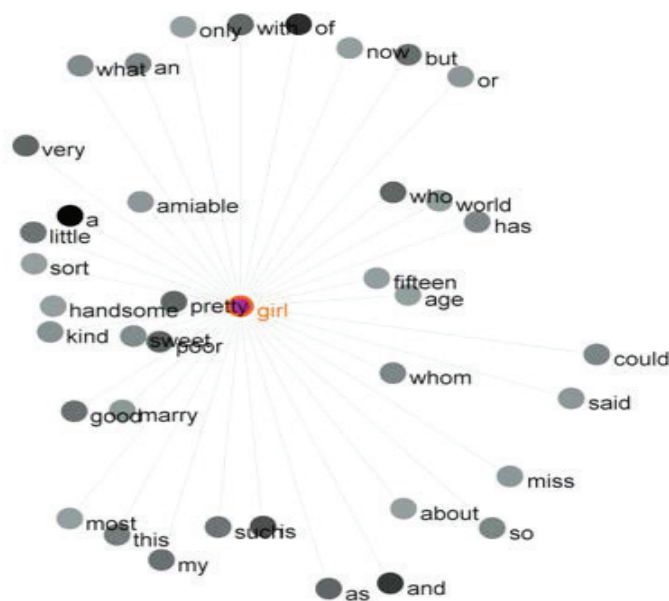 only
with
of
now
but
what
an
or
very
who
world
amiable
a
has
little
sort
fifteen
age
handsome
pretty
girl
kind
sweet
poor
could
whom
said
good
marry
miss
about
most
this
such
is
so
my
as
and